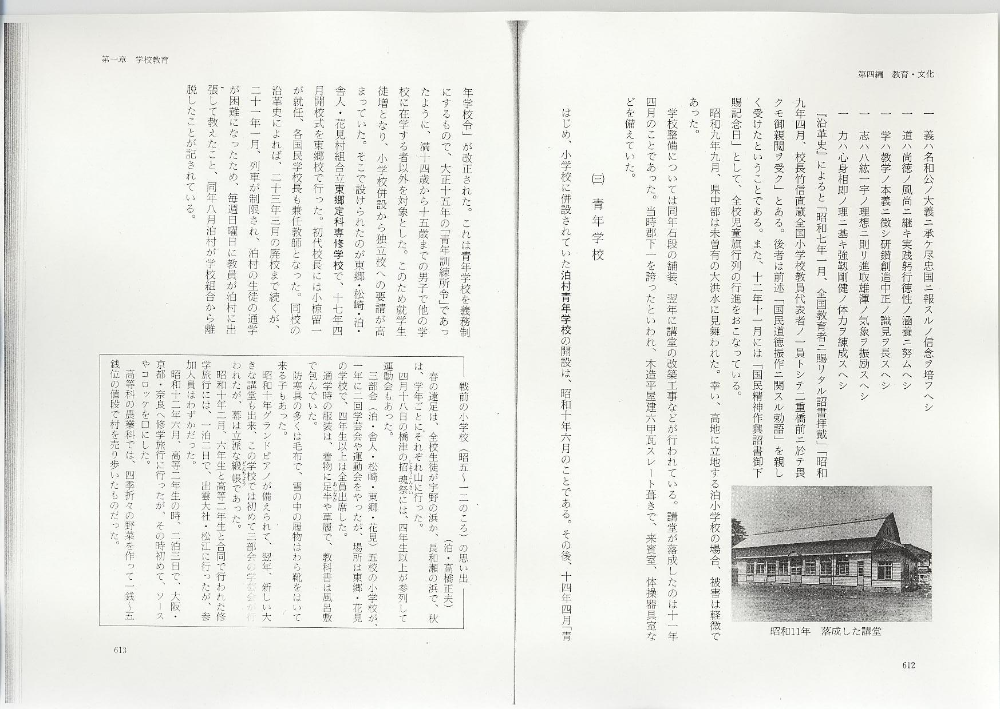 第四編　教育・文化
一　義ハ名和公ノ大義ニ承ケ尽忠国ニ報スルノ信念ヲ培フヘシ
一　道ハ尚徳ノ風尚ニ継キ実践躬行徳性ノ涵養ニ努ムヘシ
一　学ハ教学ノ本義ニ徴シ研鑽創造中正ノ識見ヲ長スヘシ
一　志ハ八紘一宇ノ理想ニ則リ進取雄渾ノ気象ヲ振励スヘシ
一　力ハ心身相即ノ理ニ基キ強靱剛健ノ体力ヲ練成スヘシ
『沿革史』によると「昭和七年一月、全国教育者ニ賜リタル詔書拝戴」「昭和
九年四月、校長竹信直蔵全国小学校教員代表者ノ一員トシテ二重橋前ニ於テ畏
クモ御親閲ヲ受ク」とある。後者は前述「国民道徳振作ニ関スル勅語」を親し
く受けたということである。また、十二年十一月には「国民精神作興詔書御下
賜記念日」として、全校児童旗行列の行進をおこなっている。
昭和九年九月、県中部は未曽有の大洪水に見舞われた。幸い、高地に立地する泊小学校の場合、被害は軽微で
あった。
学校整備については同年石段の舗装、翌年に講堂の改築工事などが行われている。講堂が落成したのは十一年
四月のことであった。当時郡下一を誇ったといわれ、木造平屋建六甲瓦スレート葺きで、来賓室、体操器具室な
どを備えていた。
㈢　青年学校
はじめ、小学校に併設されていた泊村青年学校の開設は、昭和十年六月のことである。その後、十四年四月「青
昭和11年　落成した講堂
612
第一章　学校教育
年学校令」が改正された。これは青年学校を義務制
にするもので、大正十五年の「青年訓練所令」であっ
たように、満十四歳から十五歳までの男子で他の学
校に在学する者以外を対象とした。このため就学生
徒増となり、小学校併設から独立校への要請が高
まっていた。そこで設けられたのが東郷・松崎・泊・
舎人・花見村組合立東郷定科専修学校で、十七年四
月開校式を東郷校で行った。初代校長には小椋留一
が就任、各国民学校長も兼任教師となった。同校の
沿革史によれば、二十三年三月の廃校まで続くが、
二十一年一月、列車が制限され、泊村の生徒の通学
が困難になったため、毎週日曜日に教員が泊村に出
張して教えたこと、同年八月泊村が学校組合から離
脱したことが記されている。
戦前の小学校（昭五〜一二のころ）の思い出
（泊・高橋正夫）
春の遠足は、全校生徒が宇野の浜か、長和瀬の浜で、秋
は、学年ごとにそれぞれ山に行った。
四月十八日の橋津の招魂祭には、四年生以上が参列して
しょうこんさい
運動会もあった。
三部会（泊・舎人・松崎・東郷・花見）五校の小学校が、
一年に二回学芸会や運動会をやったが、場所は東郷・花見
の学校で、四年生以上は全員出席した。
通学時の服装は、着物に足半や草履で、教科書は風呂敷
あしなか
で包んでいた。
防寒具の多くは毛布で、雪の中の履物はわら靴をはいて
来る子もあった。
昭和十年グランドピアノが備えられて、翌年、新しい大
きな講堂も出来、この学校では初めて三部会の学芸会が行
われたが、幕は立派な緞帳であった。
どんちょう
昭和十年二月、六年生と高等二年生と合同で行われた修
学旅行には、一泊二日で、出雲大社・松江に行ったが、参
加人員はわずかだった。
昭和十二年六月、高等二年生の時、二泊三日で、大阪・
京都・奈良へ修学旅行に行ったが、その時初めて、ソース
やコロッケを口にした。
高等科の農業科では、四季折々の野菜を作って一銭〜五
銭位の値段で村を売り歩いたものだった。
613